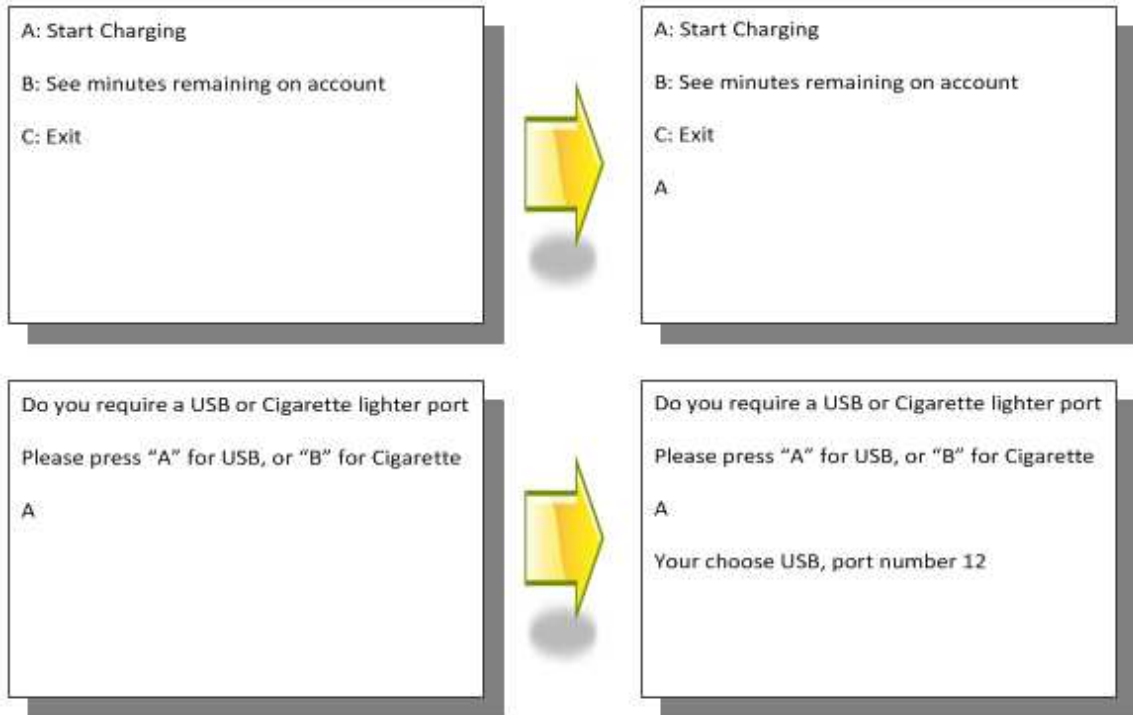 A: Start Charging
B: See minutes remaining on account
C: Exit
A: Start Charging
B: See minutes remaining on account
C: Exit
A
Do you require a USB or Cigarette lighter port
Please press “A” for USB, or “B” for Cigarette
A
Do you require a USB or Cigarette lighter port
Please press “A” for USB, or “B” for Cigarette
A
Your choose USB, port number 12